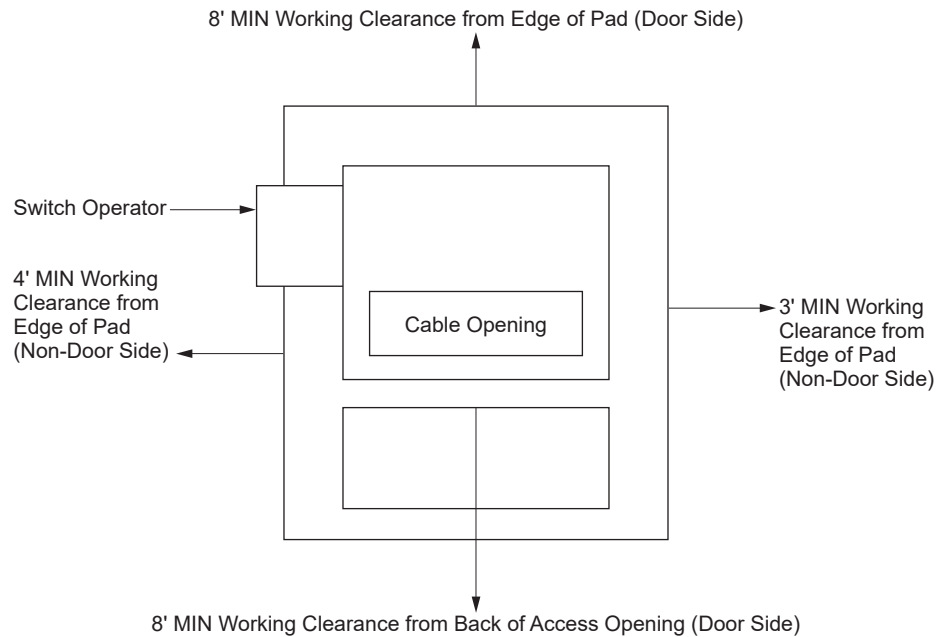 8' MIN Working Clearance from Edge of Pad (Door Side)
Switch Operator
4' MIN Working
Clearance from
Edge of Pad
(Non-Door Side)
Cable Opening
3' MIN Working
Clearance from
Edge of Pad
(Non-Door Side)
8' MIN Working Clearance from Back of Access Opening (Door Side)